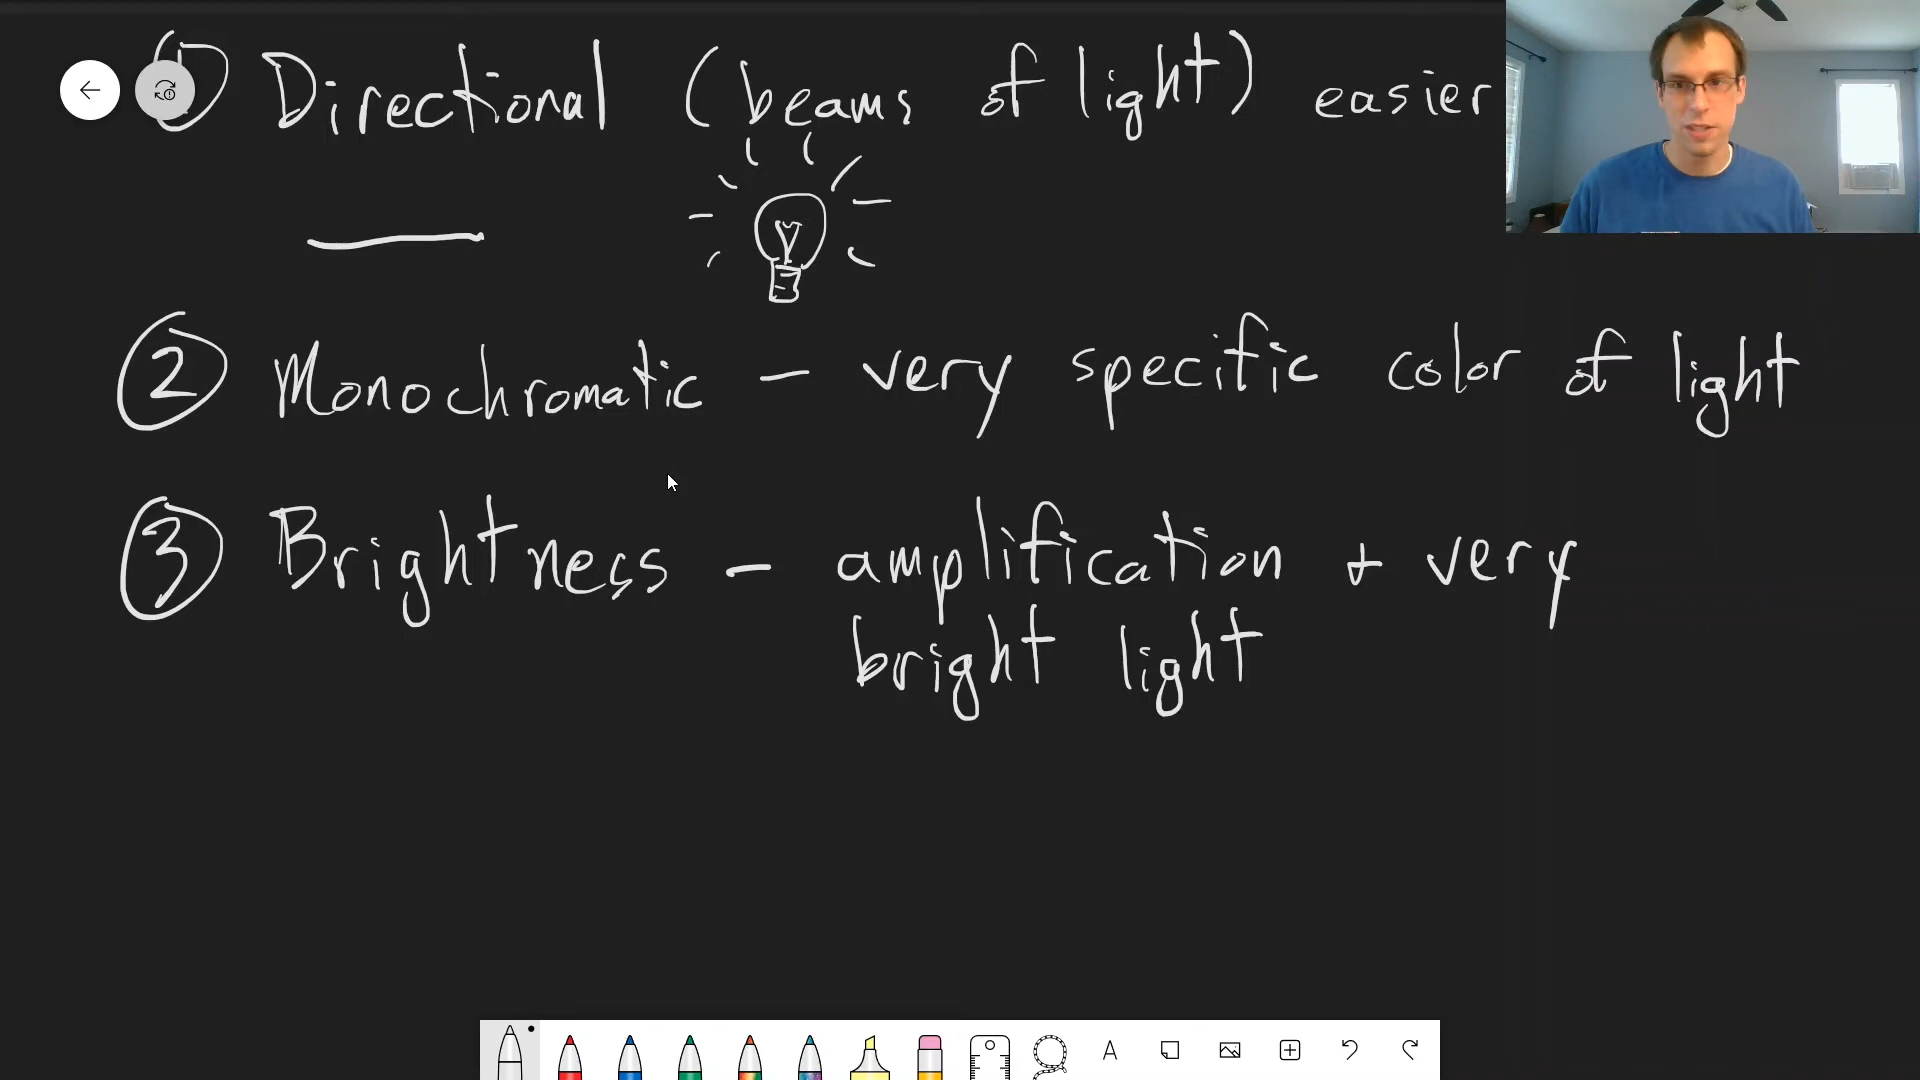 ① Directional (beams of light) easier
② Monochromatic – very specific color of light
③ Brightness – amplification + very
bright light
A